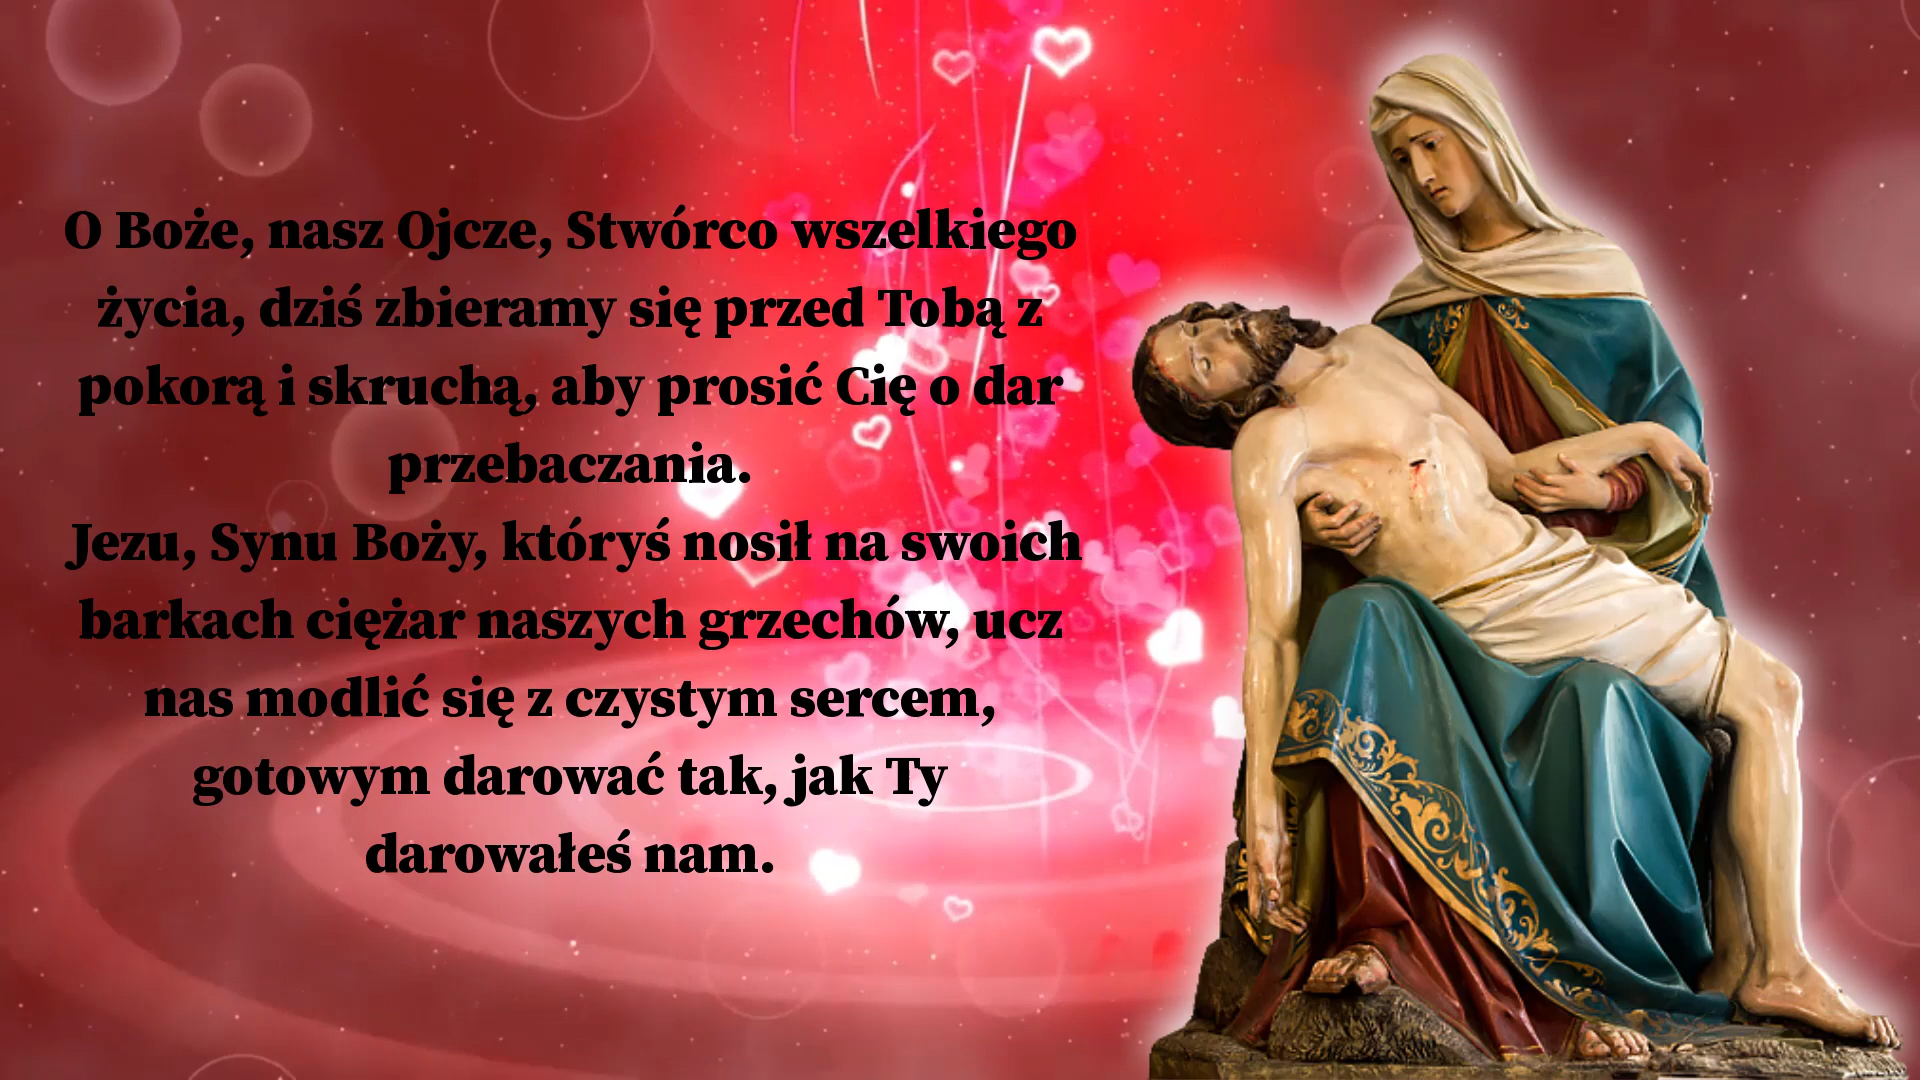 O Boże, nasz Ojcze, Stwórco wszelkiego
życia, dziś zbieramy się przed Tobą z
pokorą i skruchą, aby prosić Cię o dar
przebaczania.
Jezu, Synu Boży, któryś nosił na swoich
barkach ciężar naszych grzechów, ucz
nas modlić się z czystym sercem,
gotowym darować tak, jak Ty
darowałeś nam.